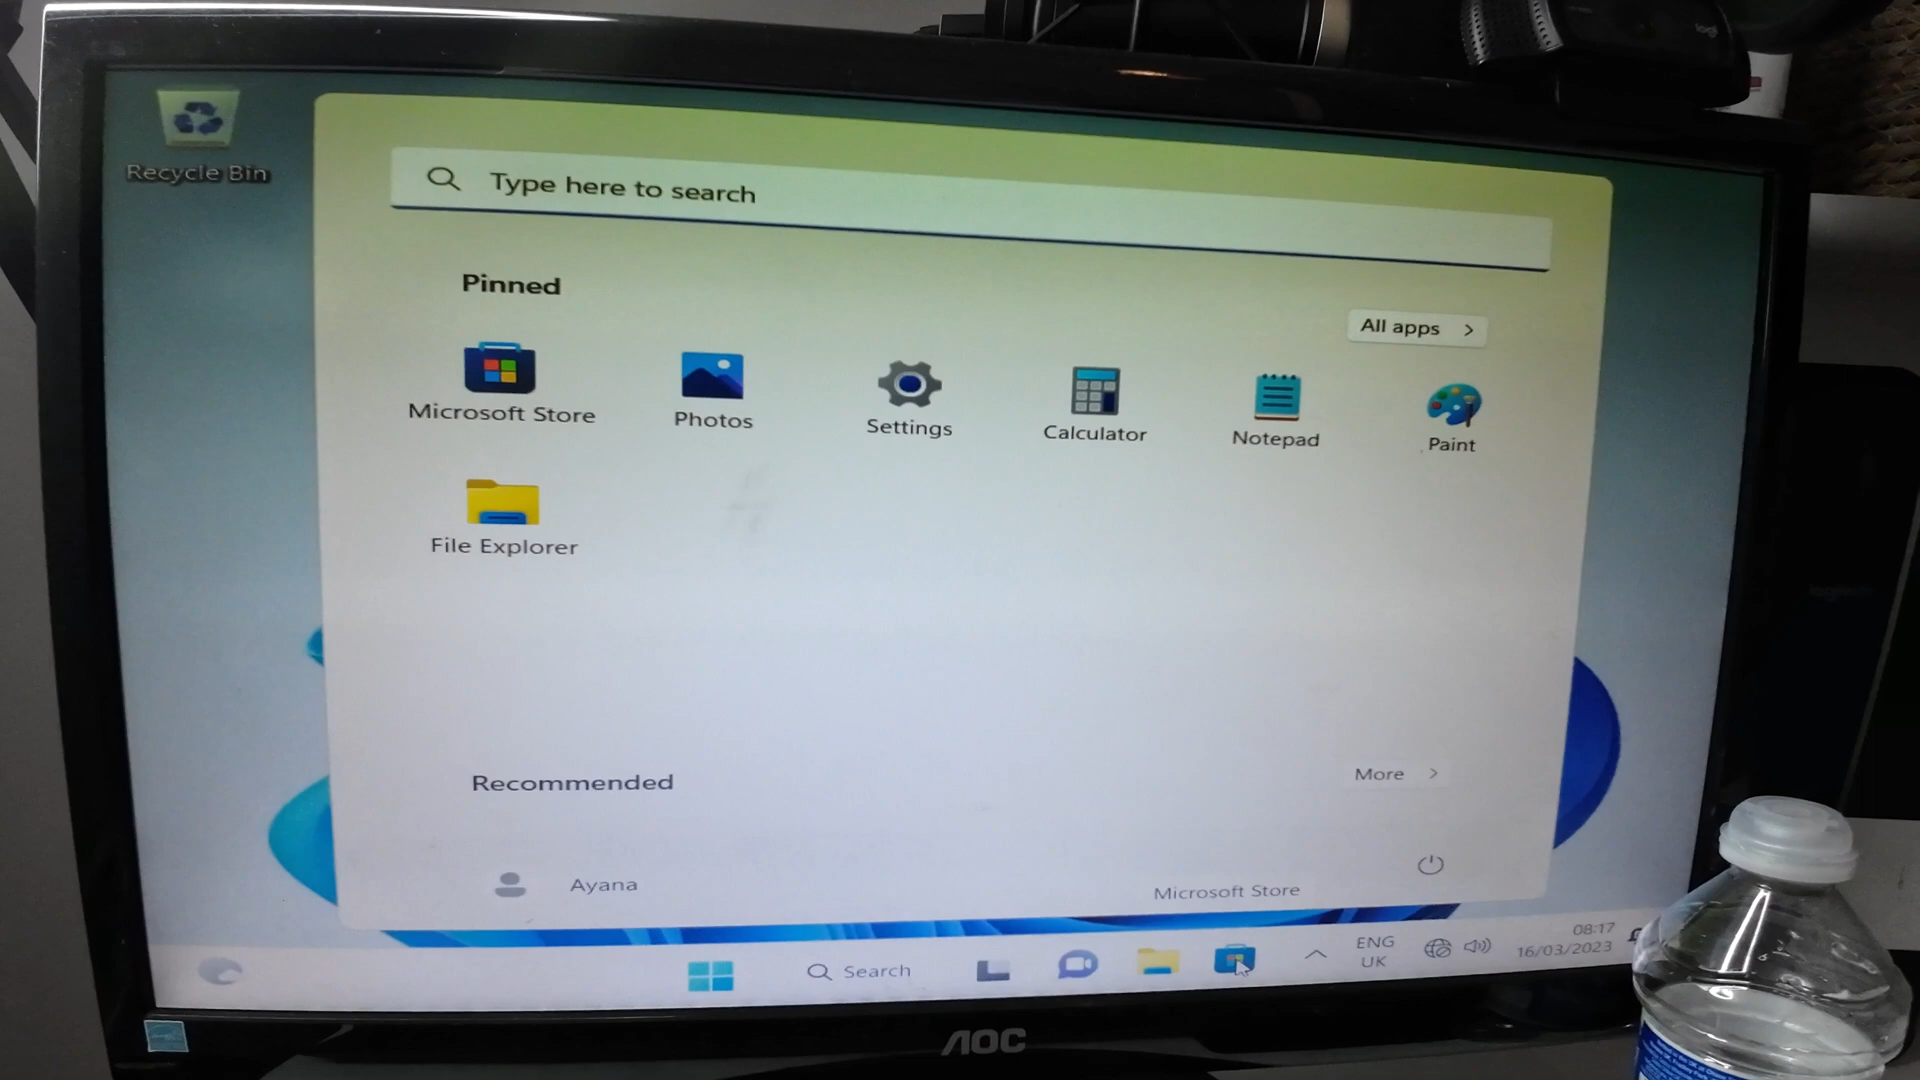 Recycle Bin
Type here to search
Pinned
All apps
Microsoft Store
Photos
Settings
Calculator
Notepad
Paint
File Explorer
Recommended
More
Ayana
Microsoft Store
Search
ENG
UK
08:17
16/03/2023
AOC